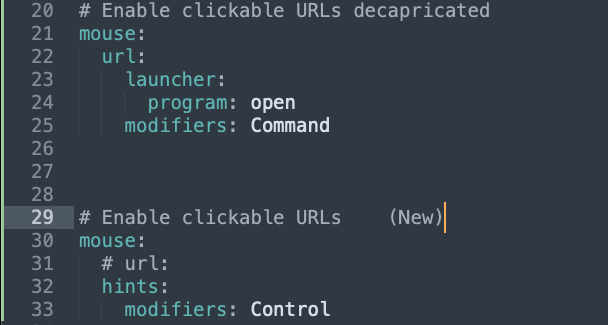 20 # Enable clickable URLs decapricated
21 mouse:
22   url:
23     launcher:
24       program: open
25     modifiers: Command
26
27
28
29 # Enable clickable URLs    (New)
30 mouse:
31   # url:
32   hints:
33     modifiers: Control